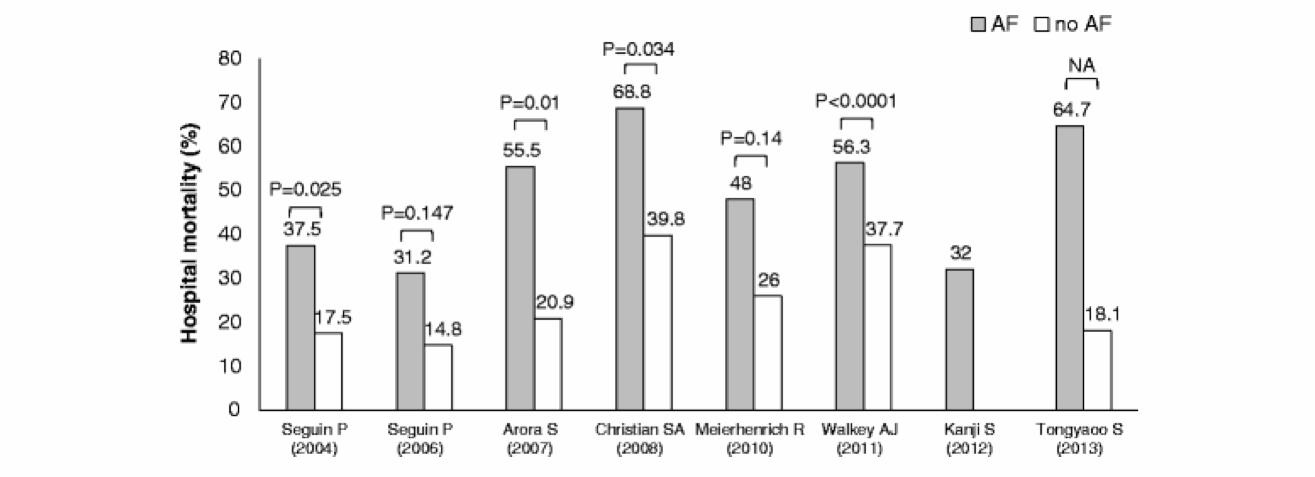 AF no AF
Hospital mortality (%)
80
70
60
50
40
30
20
10
0
P=0.025
37.5
17.5
P=0.147
31.2
14.8
P=0.01
55.5
20.9
P=0.034
68.8
39.8
P=0.14
48
26
P<0.0001
56.3
37.7
32
NA
64.7
18.1
Seguin P
(2004)
Seguin P
(2006)
Arora S
(2007)
Christian SA
(2008)
Meierhenrich R
(2010)
Walkey AJ
(2011)
Kanji S
(2012)
Tongyaoo S
(2013)